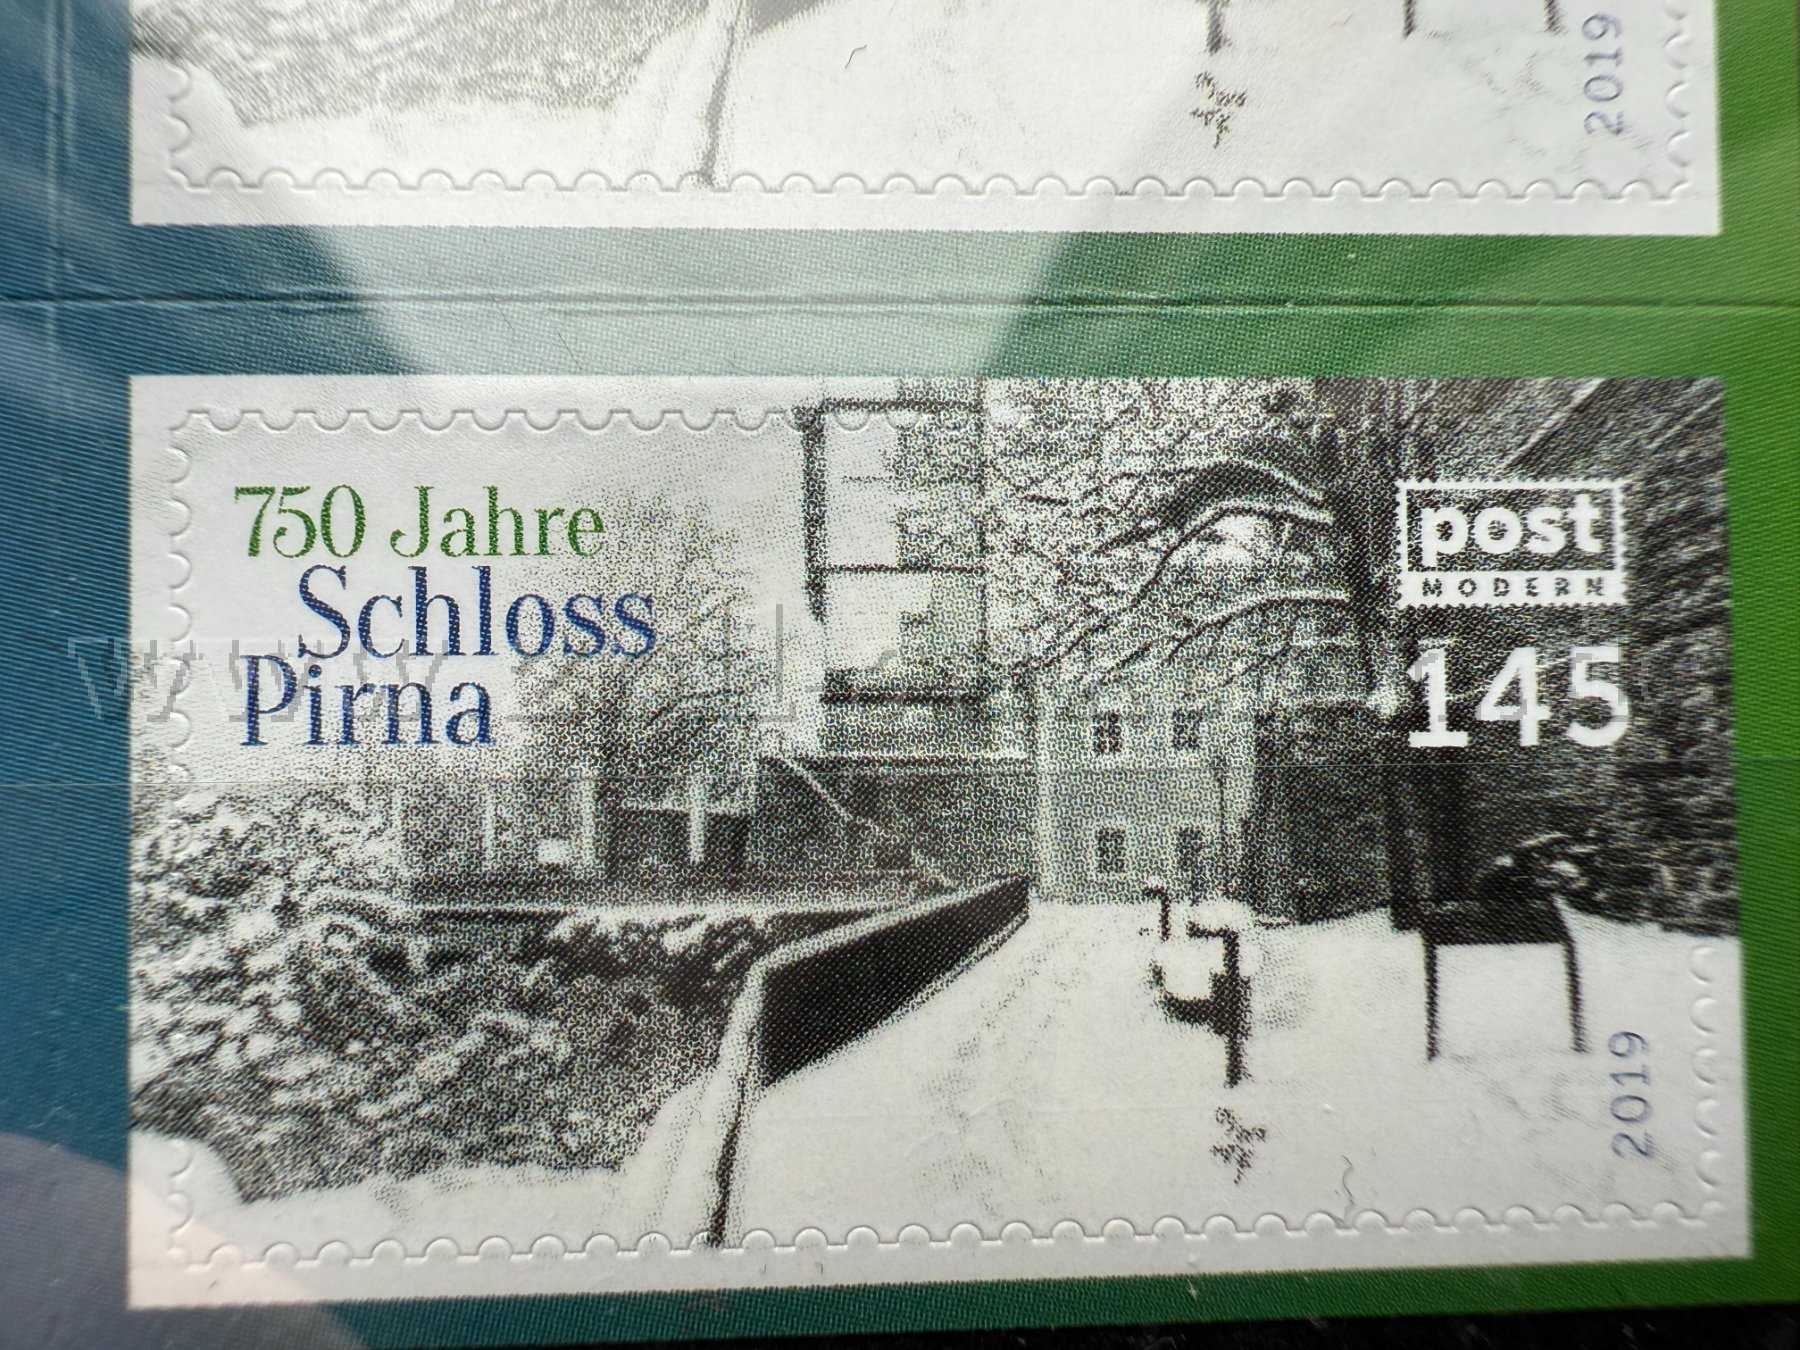 2019
750 Jahre
Schloss
Pirna
post
MODERN
145
2019